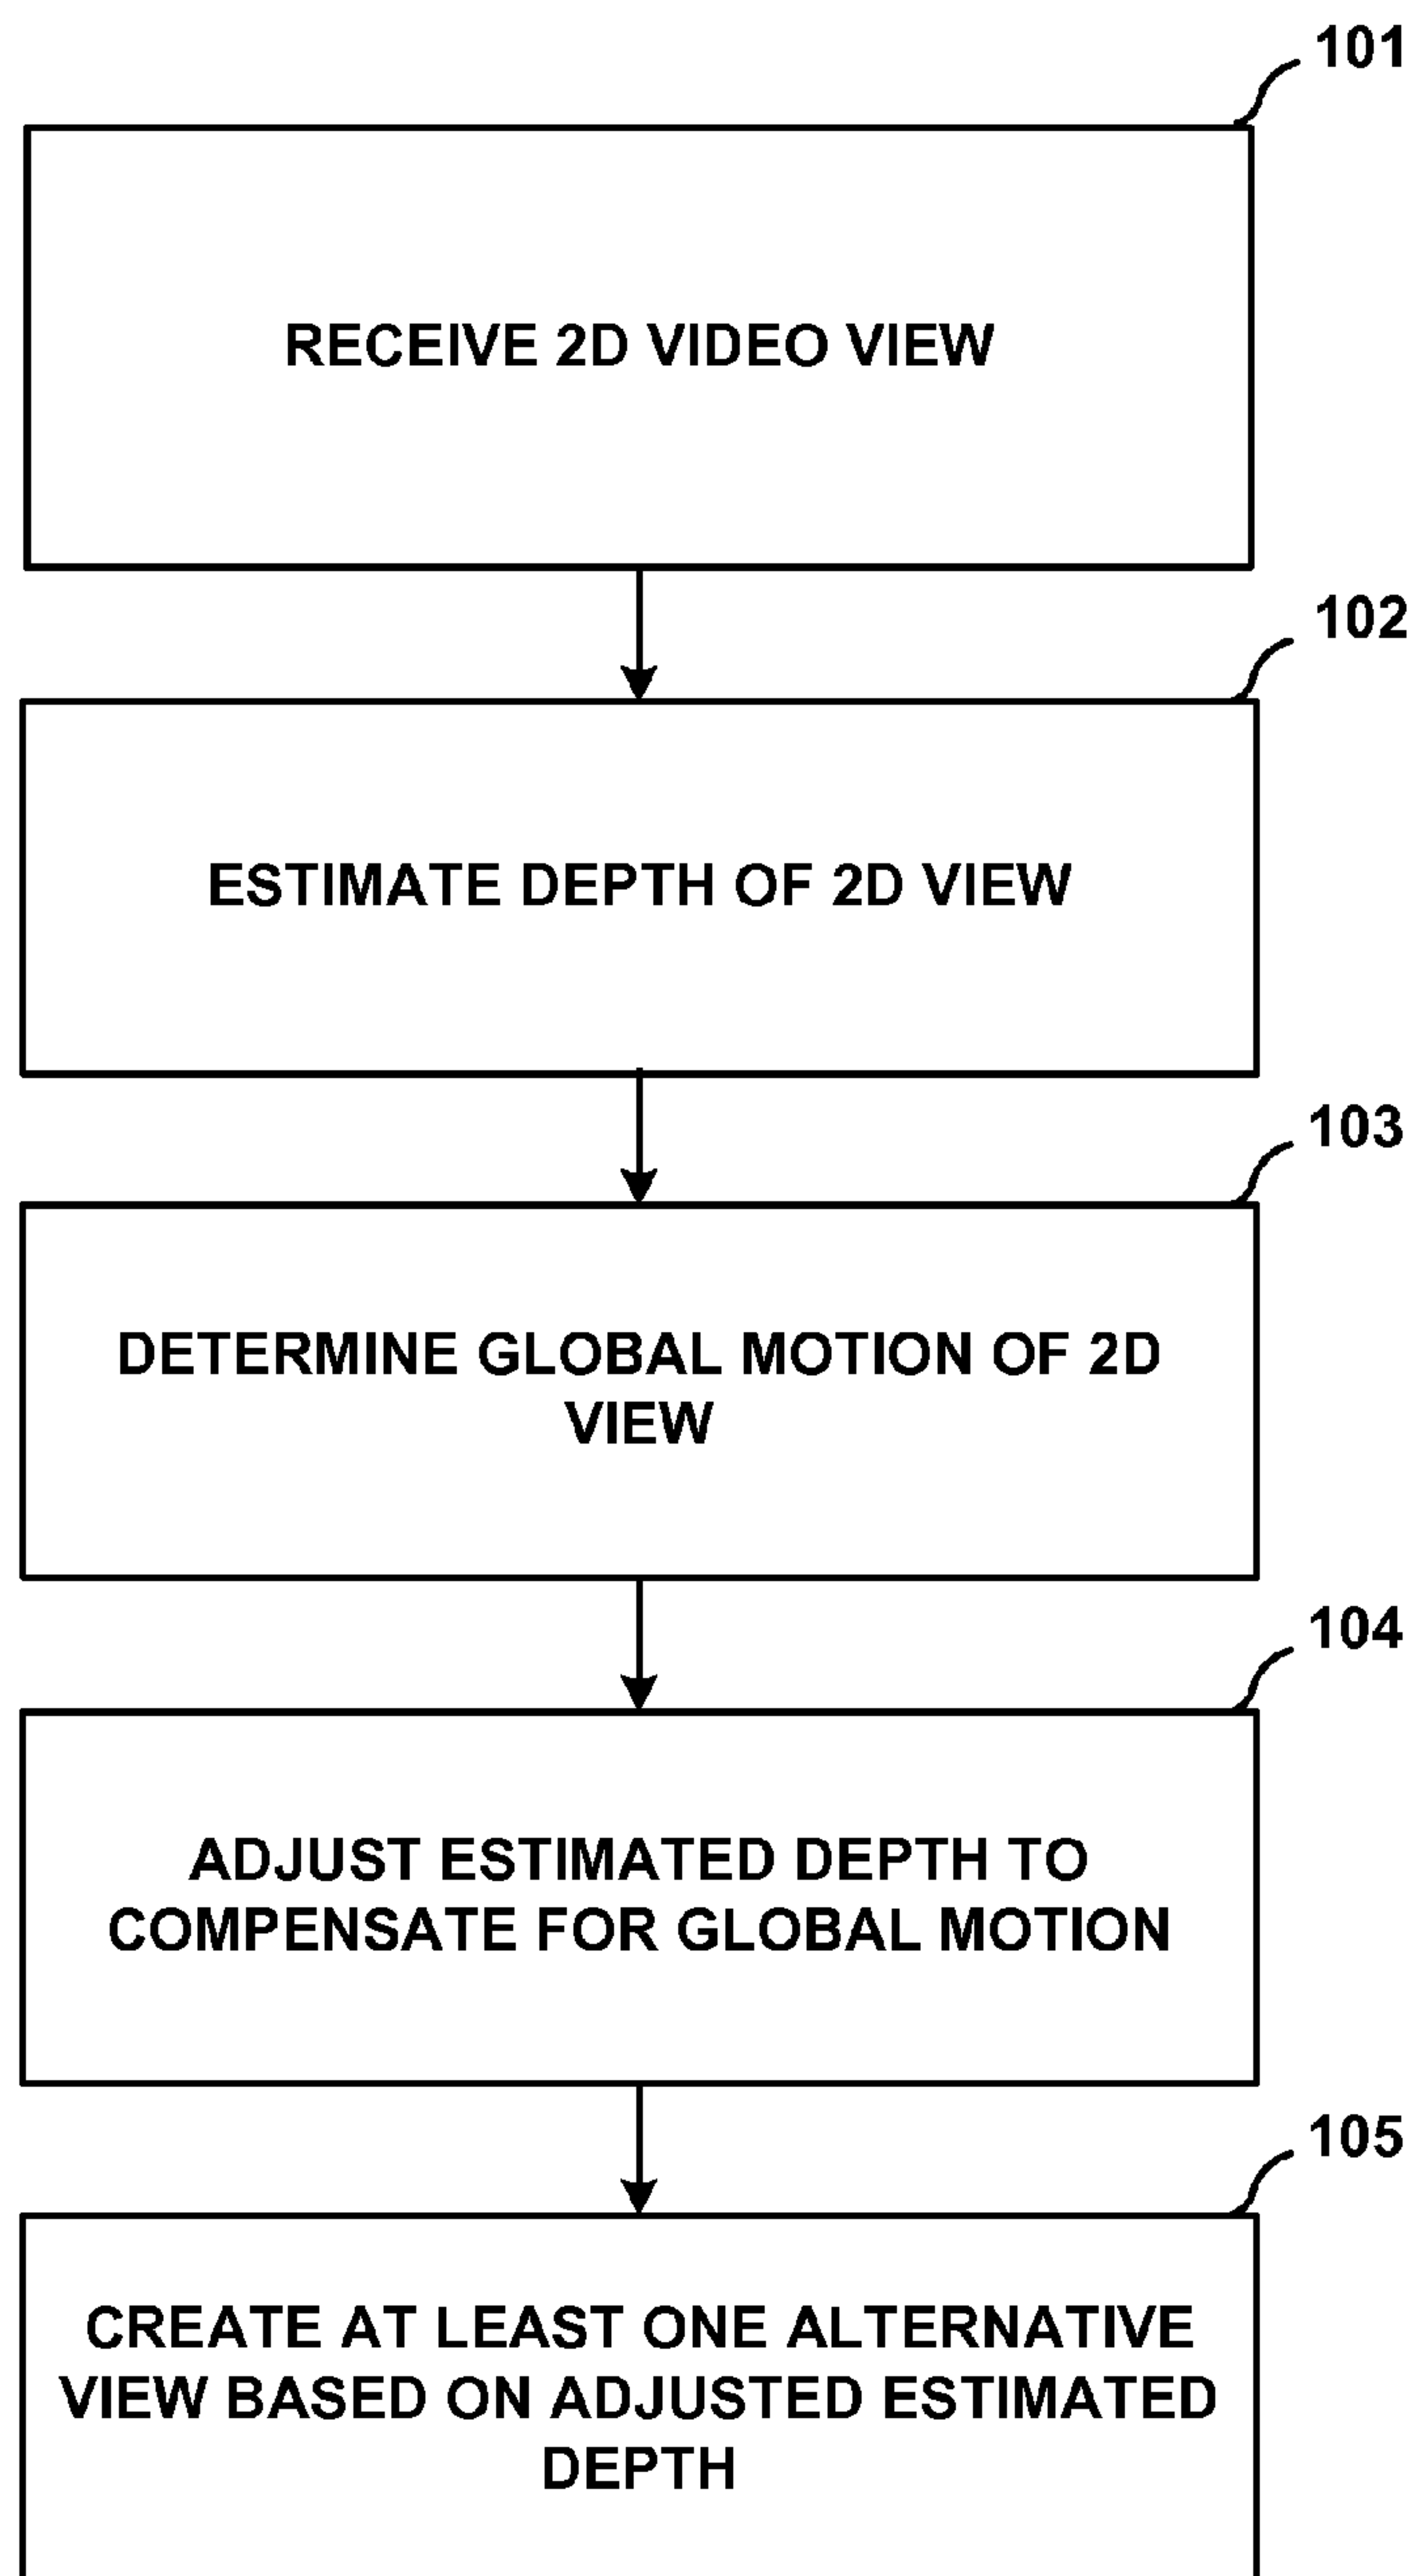 101
RECEIVE 2D VIDEO VIEW
102
ESTIMATE DEPTH OF 2D VIEW
103
DETERMINE GLOBAL MOTION OF 2D
VIEW
104
ADJUST ESTIMATED DEPTH TO
COMPENSATE FOR GLOBAL MOTION
105
CREATE AT LEAST ONE ALTERNATIVE
VIEW BASED ON ADJUSTED ESTIMATED
DEPTH